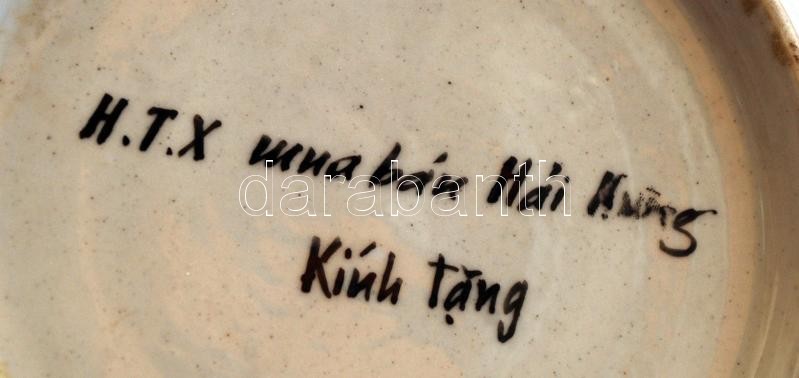 H.T.X mua bán Hải Hưng
Kính tặng
darabanth